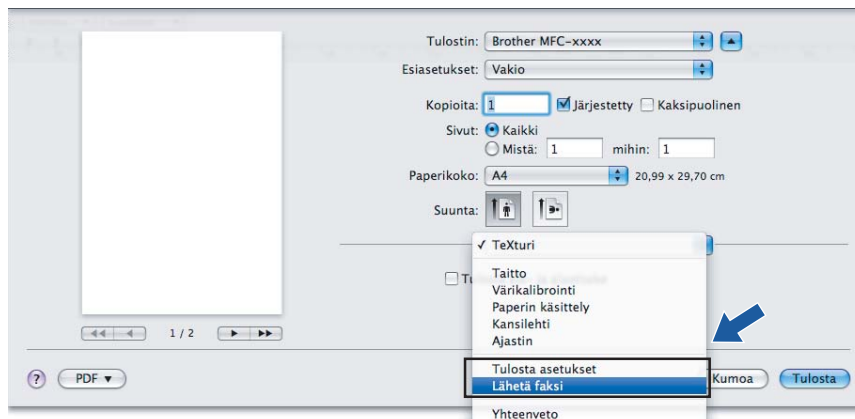 Tulostin: Brother MFC-xxxx
Esiasetukset: Vakio
Kopioita: 1 Järjestetty Kaksipuolinen
Sivut: Kaikki
Mistä: 1 mihin: 1
Paperikoko: A4 20,99 x 29,70 cm
Suunta:
✓ TeXturi
Taitto
Värikalibrointi
Paperin käsittely
Kansilehti
Ajastin
1 / 2
Tulosta asetukset
Lähetä faksi
? PDF ▼ Kumoa Tulosta
Yhteenveto